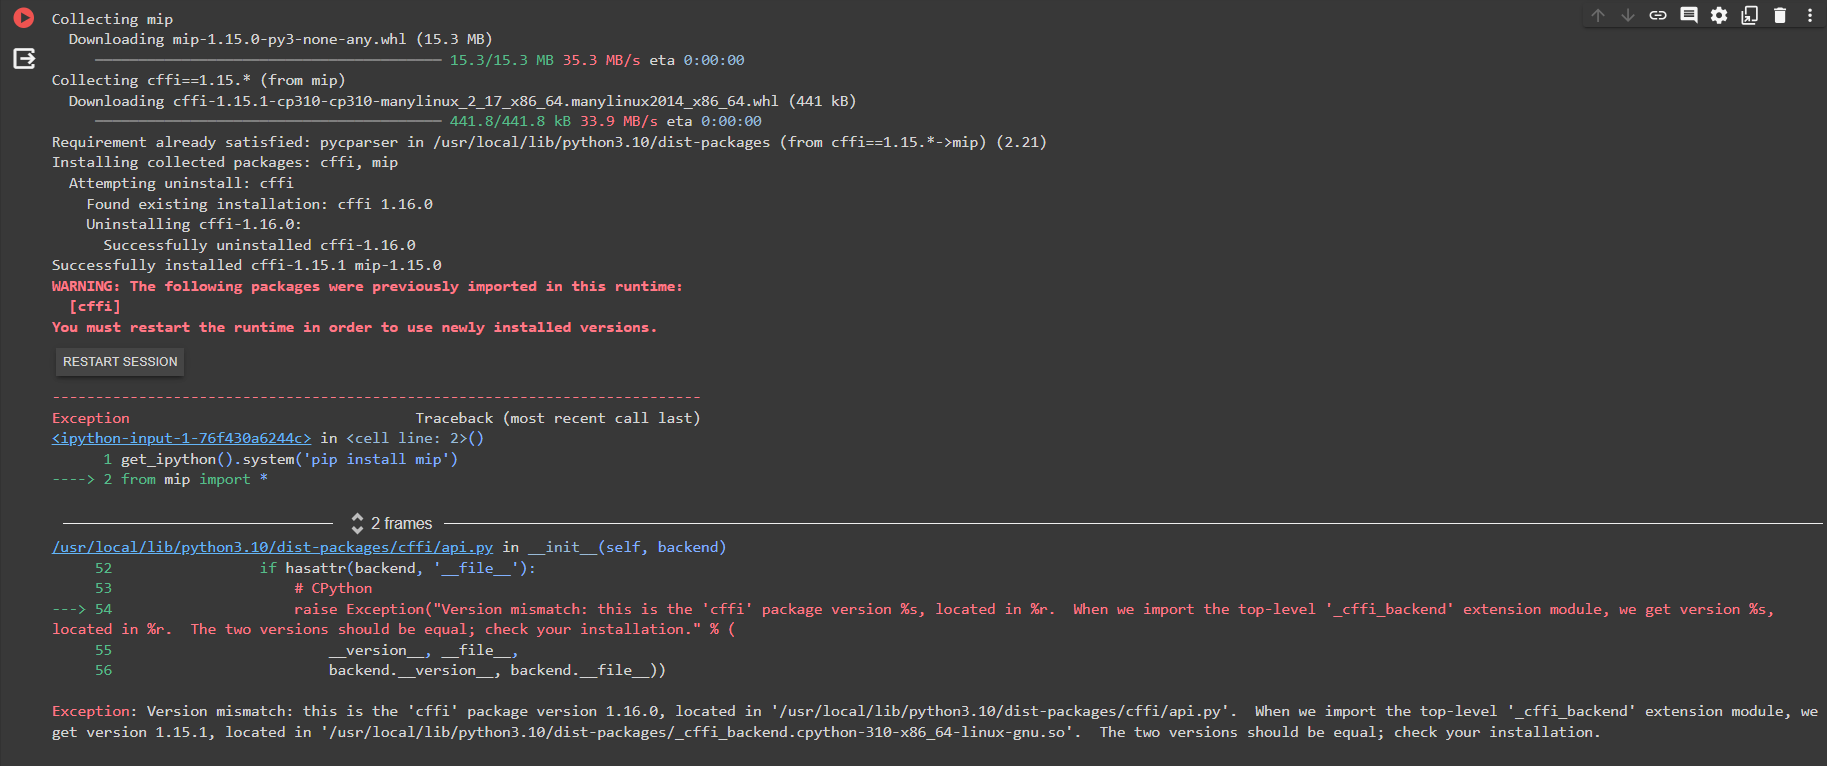 Collecting mip
  Downloading mip-1.15.0-py3-none-any.whl (15.3 MB)
15.3/15.3 MB 35.3 MB/s eta 0:00:00
Collecting cffi==1.15.* (from mip)
  Downloading cffi-1.15.1-cp310-cp310-manylinux_2_17_x86_64.manylinux2014_x86_64.whl (441 kB)
441.8/441.8 kB 33.9 MB/s eta 0:00:00
Requirement already satisfied: pycparser in /usr/local/lib/python3.10/dist-packages (from cffi==1.15.*->mip) (2.21)
Installing collected packages: cffi, mip
  Attempting uninstall: cffi
    Found existing installation: cffi 1.16.0
    Uninstalling cffi-1.16.0:
      Successfully uninstalled cffi-1.16.0
Successfully installed cffi-1.15.1 mip-1.15.0
WARNING: The following packages were previously imported in this runtime:
  [cffi]
You must restart the runtime in order to use newly installed versions.
RESTART SESSION
---------------------------------------------------------------------------
Exception                                 Traceback (most recent call last)
<ipython-input-1-76f430a6244c> in <cell line: 2>()
      1 get_ipython().system('pip install mip')
----> 2 from mip import *
2 frames
/usr/local/lib/python3.10/dist-packages/cffi/api.py in __init__(self, backend)
     52                 if hasattr(backend, '__file__'):
     53                     # CPython
---> 54                     raise Exception("Version mismatch: this is the 'cffi' package version %s, located in %r.  When we import the top-level '_cffi_backend' extension module, we get version %s,
located in %r.  The two versions should be equal; check your installation." % (
     55                         __version__, __file__,
     56                         backend.__version__, backend.__file__))
Exception: Version mismatch: this is the 'cffi' package version 1.16.0, located in '/usr/local/lib/python3.10/dist-packages/cffi/api.py'.  When we import the top-level '_cffi_backend' extension module, we
get version 1.15.1, located in '/usr/local/lib/python3.10/dist-packages/_cffi_backend.cpython-310-x86_64-linux-gnu.so'.  The two versions should be equal; check your installation.